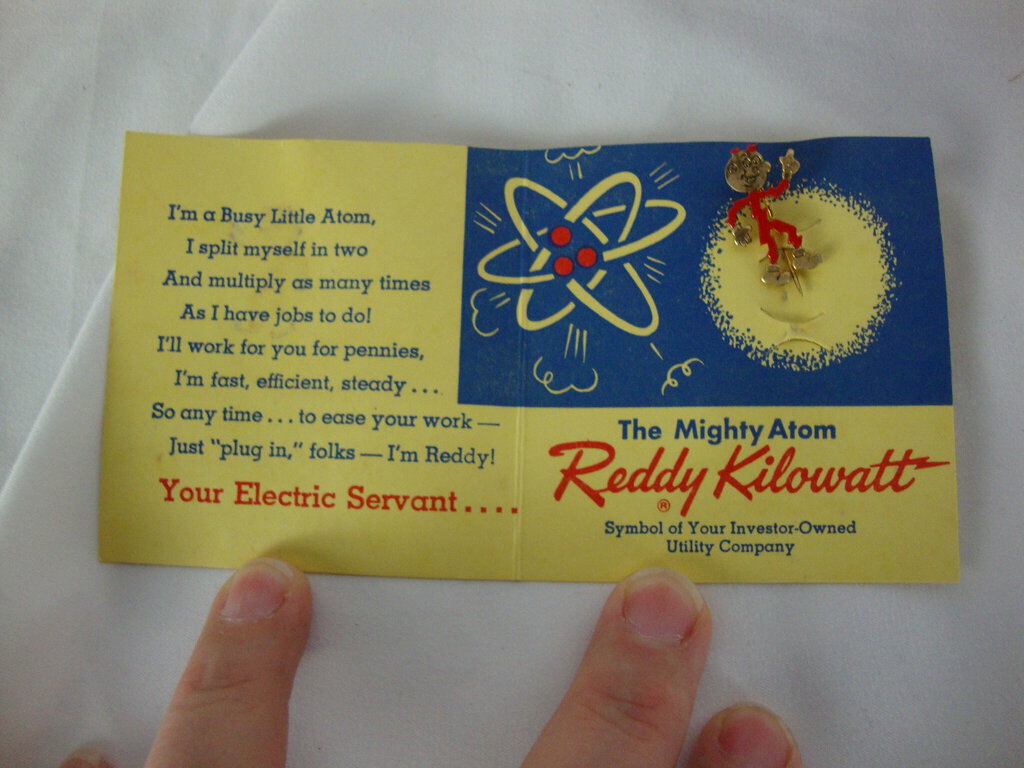 I'm a Busy Little Atom,
I split myself in two
And multiply as many times
As I have jobs to do!
I'll work for you for pennies,
I'm fast, efficient, steady . . .
So any time . . . to ease your work —
Just "plug in," folks — I'm Reddy!
Your Electric Servant . . . .
The Mighty Atom
Reddy Kilowatt
®
Symbol of Your Investor-Owned
Utility Company